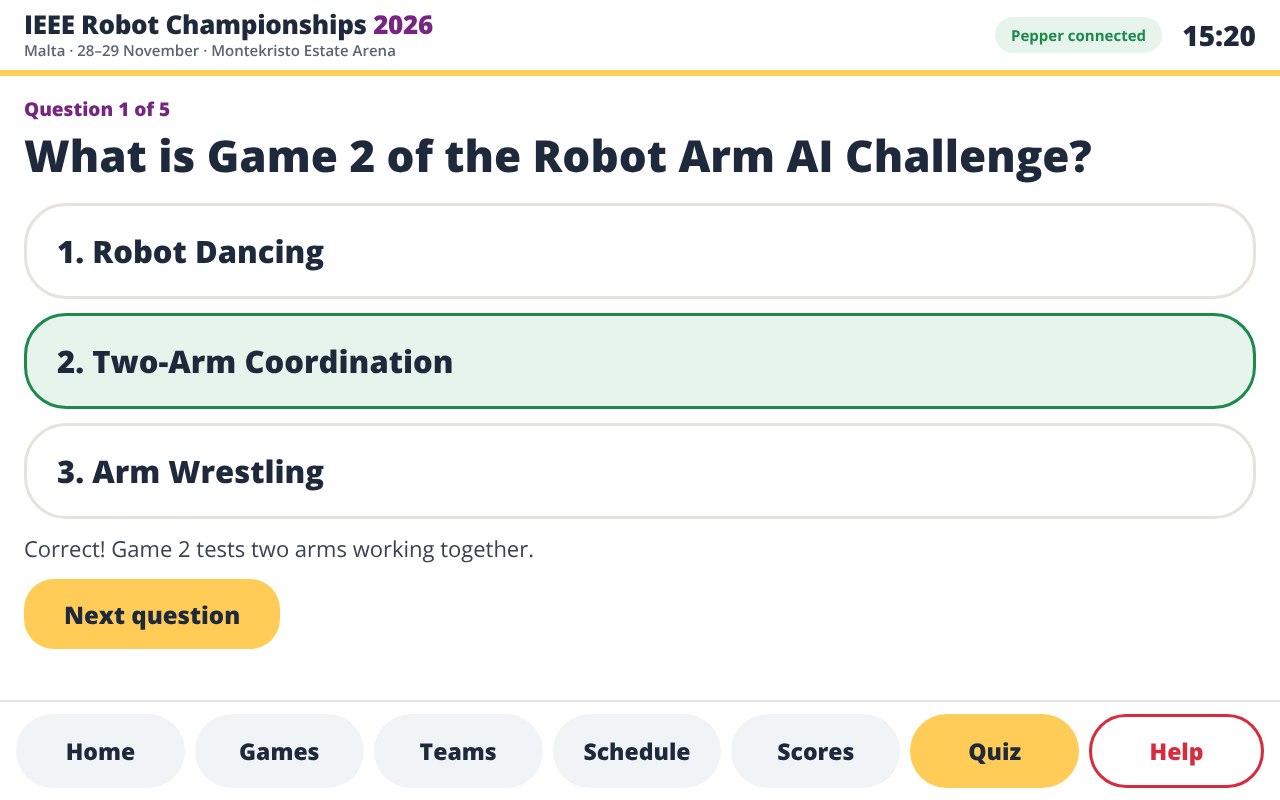 IEEE Robot Championships 2026
Malta · 28–29 November · Montekristo Estate Arena
Pepper connected
15:20
Question 1 of 5
What is Game 2 of the Robot Arm AI Challenge?
1. Robot Dancing
2. Two-Arm Coordination
3. Arm Wrestling
Correct! Game 2 tests two arms working together.
Next question
Home
Games
Teams
Schedule
Scores
Quiz
Help